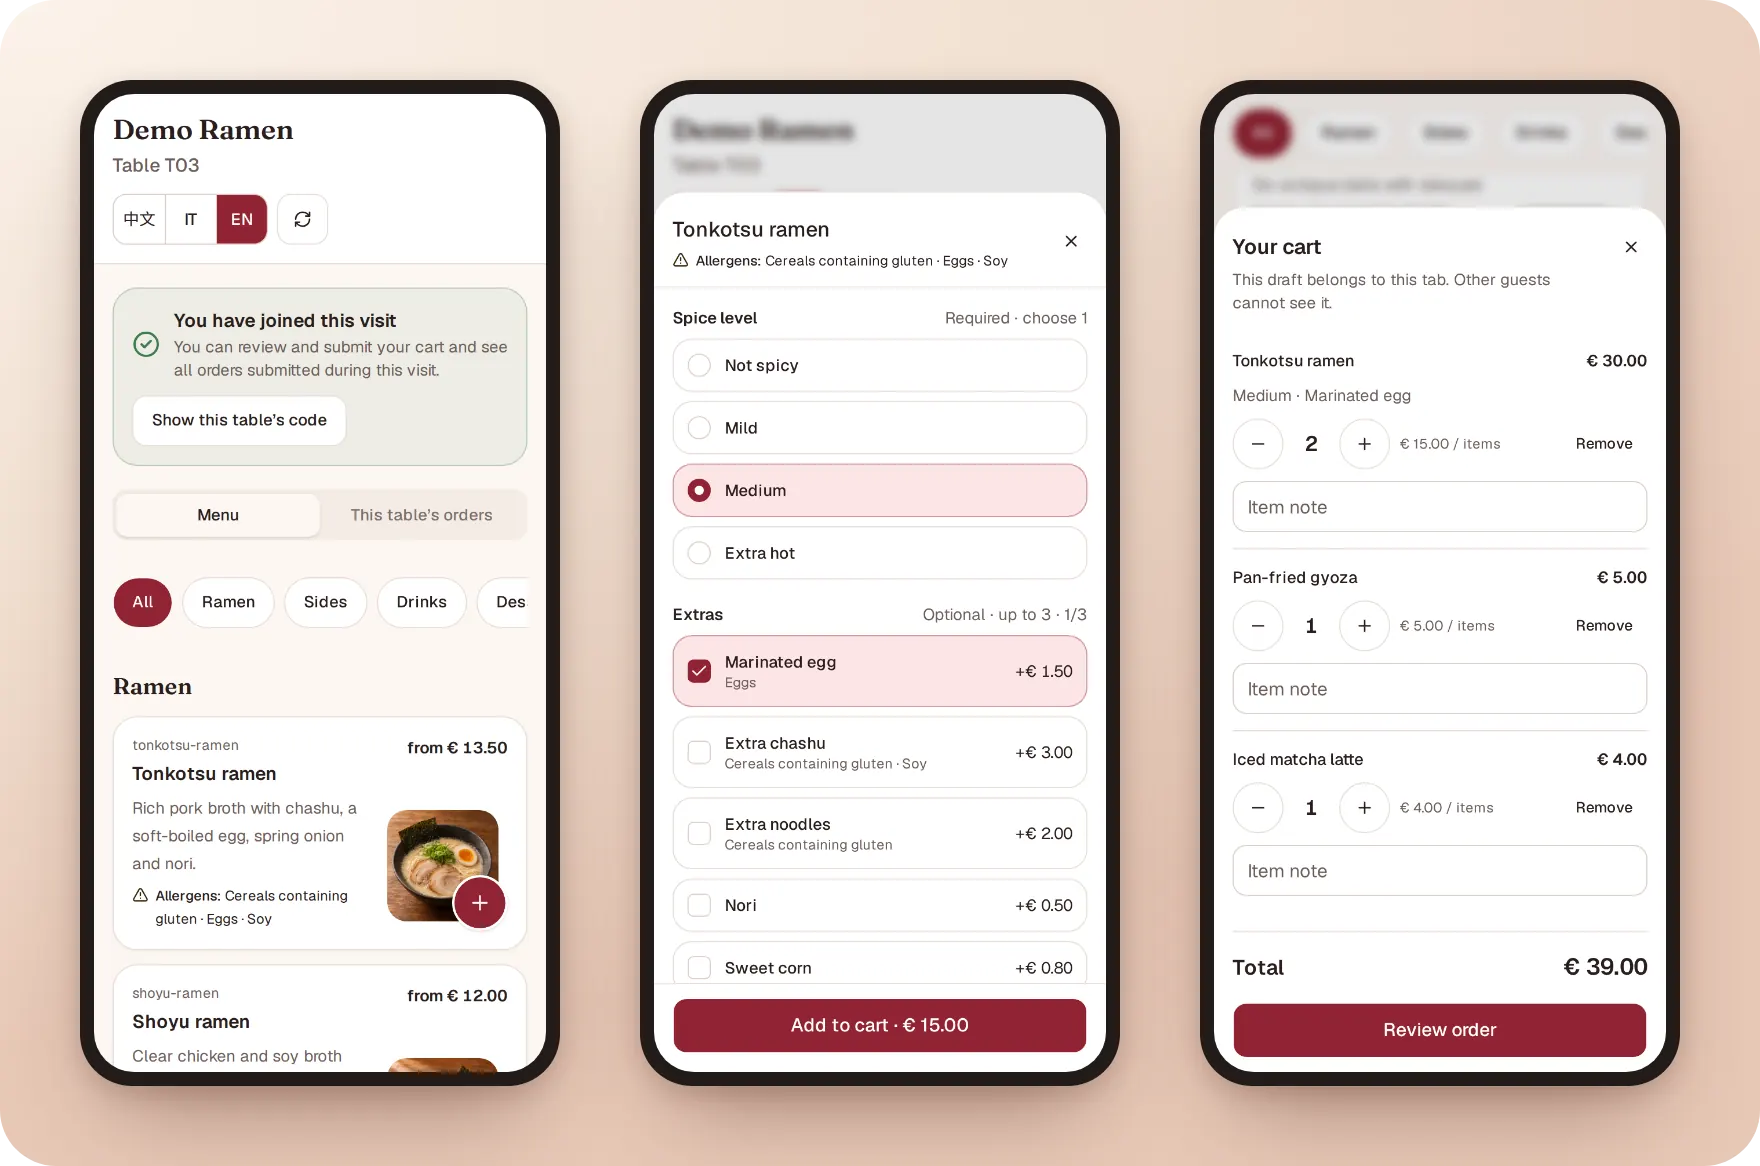 Demo Ramen
Table T03
中文 IT EN
You have joined this visit
You can review and submit your cart and see
all orders submitted during this visit.
Show this table’s code
Menu This table’s orders
All Ramen Sides Drinks Des
Ramen
tonkotsu-ramen from € 13.50
Tonkotsu ramen
Rich pork broth with chashu, a
soft-boiled egg, spring onion
and nori.
Allergens: Cereals containing
gluten · Eggs · Soy
shoyu-ramen from € 12.00
Shoyu ramen
Clear chicken and soy broth
Demo Ramen
Table T03
Tonkotsu ramen
Allergens: Cereals containing gluten · Eggs · Soy
Spice level Required · choose 1
Not spicy
Mild
Medium
Extra hot
Extras Optional · up to 3 · 1/3
Marinated egg +€ 1.50
Eggs
Extra chashu +€ 3.00
Cereals containing gluten · Soy
Extra noodles +€ 2.00
Cereals containing gluten
Nori +€ 0.50
Sweet corn +€ 0.80
Add to cart · € 15.00
All Ramen Sides Drinks Des
Your cart
This draft belongs to this tab. Other guests
cannot see it.
Tonkotsu ramen € 30.00
Medium · Marinated egg
− 2 + € 15.00 / items Remove
Item note
Pan-fried gyoza € 5.00
− 1 + € 5.00 / items Remove
Item note
Iced matcha latte € 4.00
− 1 + € 4.00 / items Remove
Item note
Total € 39.00
Review order